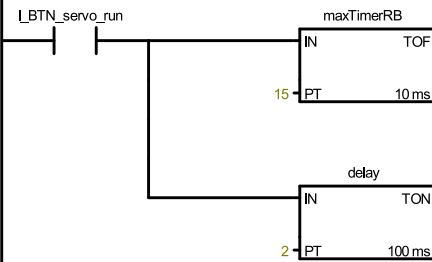 I_BTN_servo_run
maxTimerRB
IN TOF
15 PT 10 ms
delay
IN TON
2 PT 100 ms